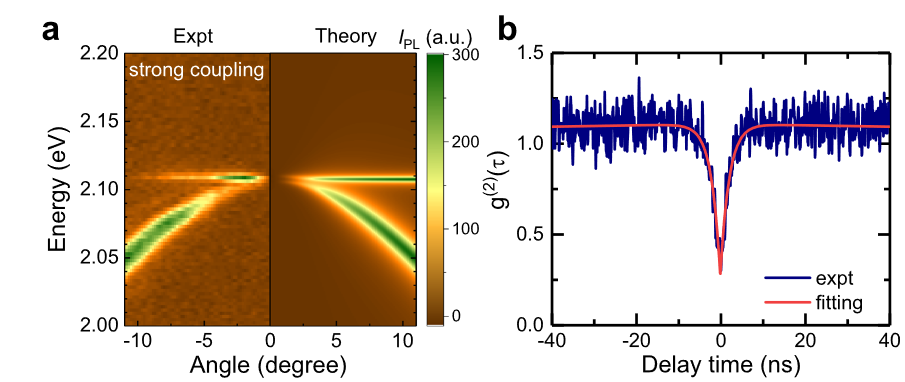 a
Expt
Theory
I_PL (a.u.)
strong coupling
2.20
2.15
2.10
2.05
2.00
Energy (eV)
-10
-5
0
5
10
Angle (degree)
300
200
100
0
b
1.5
1.0
0.5
0.0
g^(2)(τ)
expt
fitting
-40
-20
0
20
40
Delay time (ns)